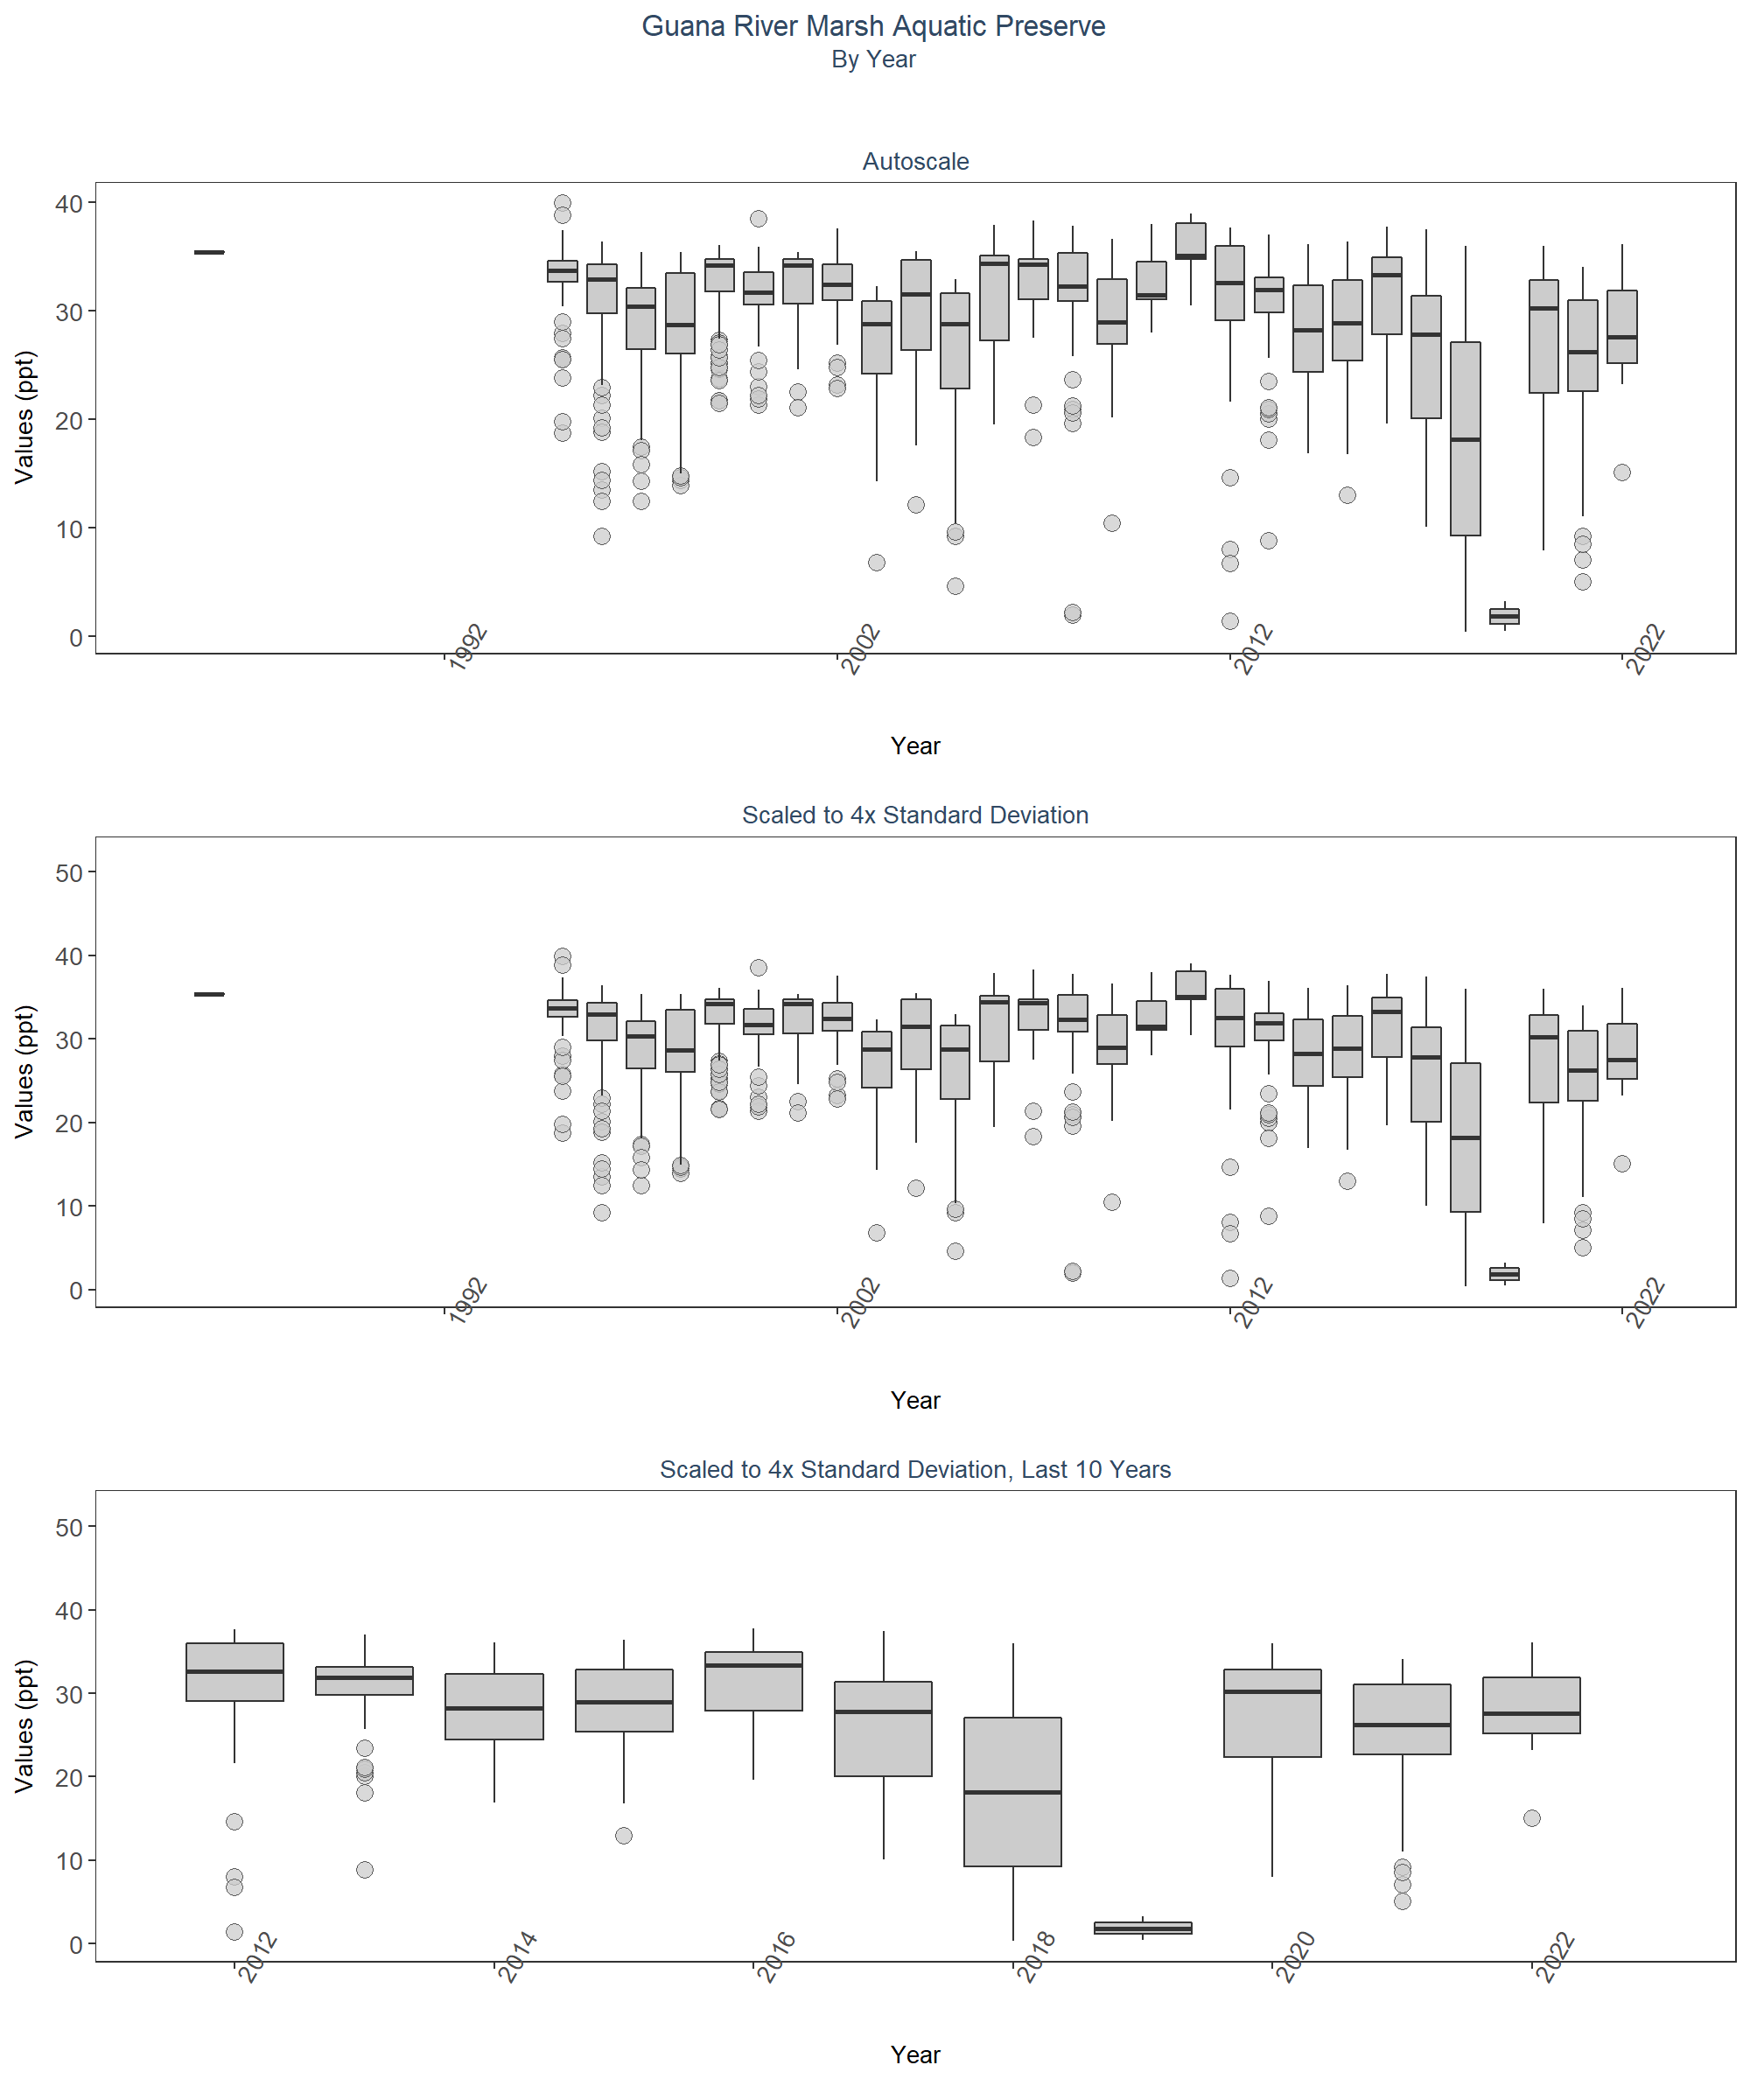 Guana River Marsh Aquatic Preserve
By Year
Autoscale
40
30
20
10
0
Values (ppt)
1992
2002
2012
2022
Year
Scaled to 4x Standard Deviation
50
40
30
20
10
0
Values (ppt)
1992
2002
2012
2022
Year
Scaled to 4x Standard Deviation, Last 10 Years
50
40
30
20
10
0
Values (ppt)
2012
2014
2016
2018
2020
2022
Year